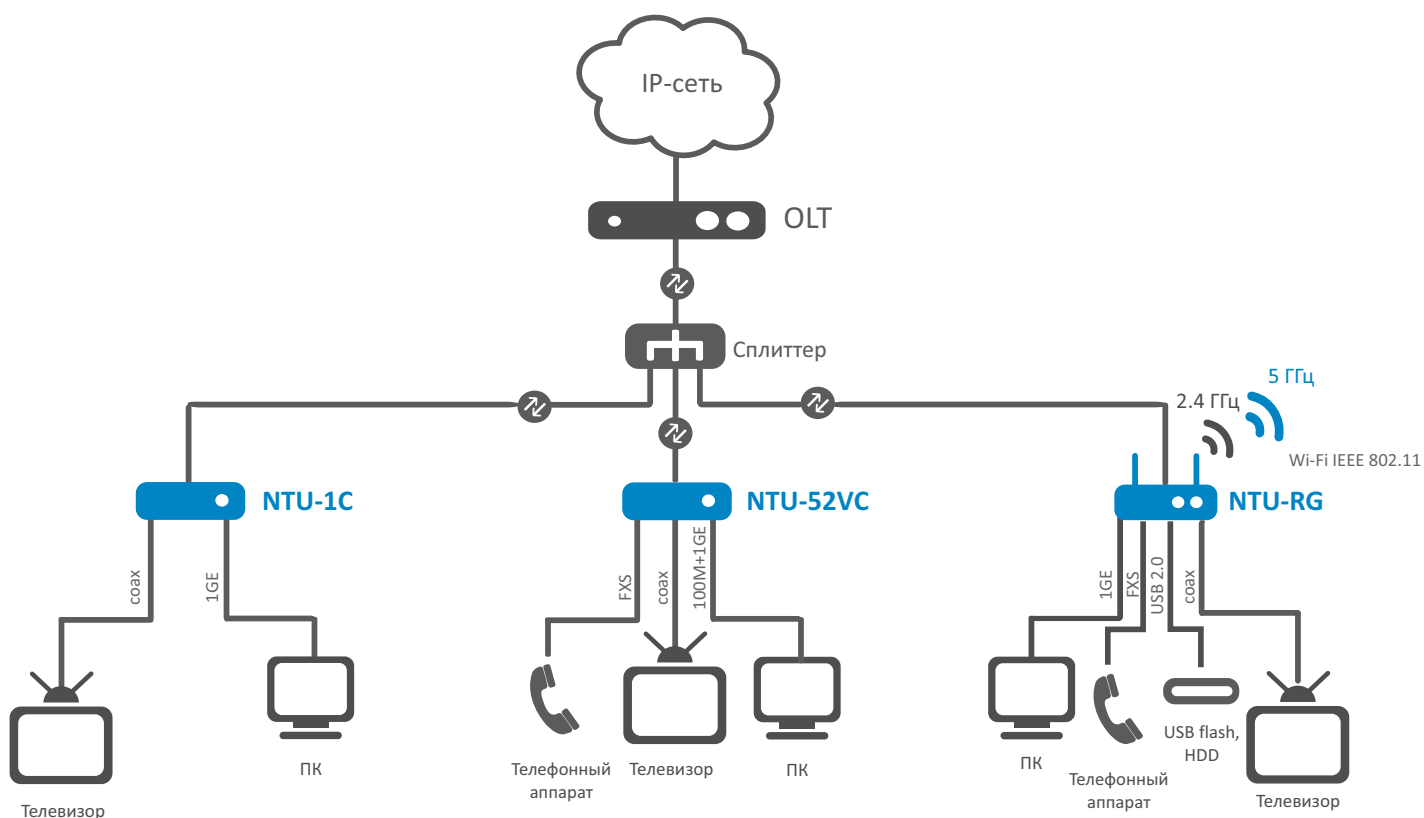 IP-сеть
OLT
Сплиттер
5 ГГц
2.4 ГГц
Wi-Fi IEEE 802.11
NTU-1C
NTU-52VC
NTU-RG
coax
1GE
FXS
coax
100M+1GE
1GE
FXS
USB 2.0
coax
Телевизор
ПК
Телефонный
аппарат
Телевизор
ПК
ПК
Телефонный
аппарат
USB flash,
HDD
Телевизор